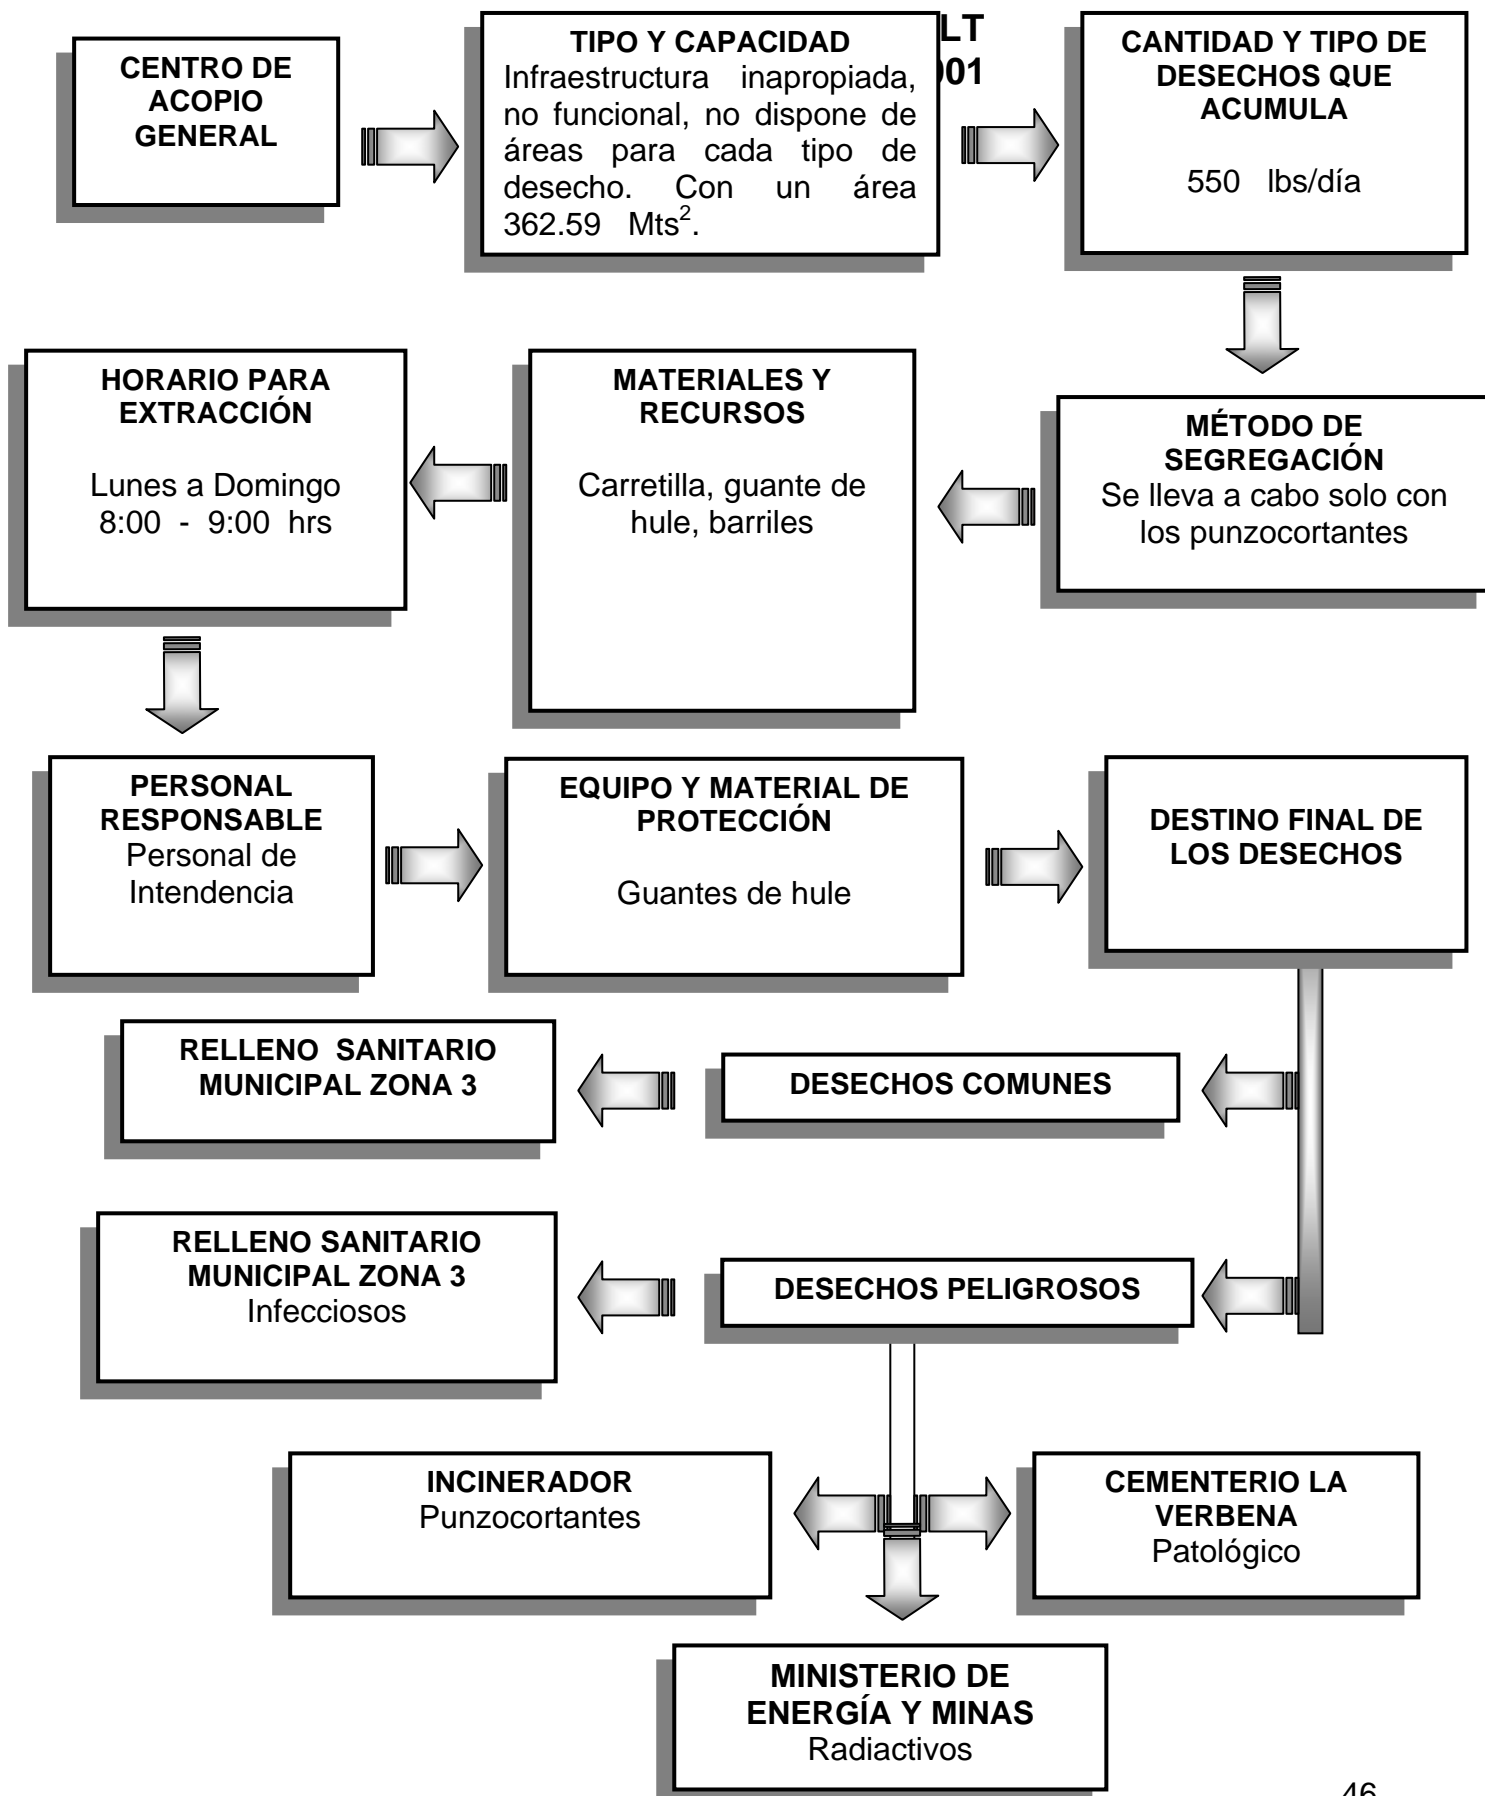 LT
001
CENTRO DE
ACOPIO
GENERAL
TIPO Y CAPACIDAD
Infraestructura inapropiada,
no funcional, no dispone de
áreas para cada tipo de
desecho. Con un área
362.59 Mts².
CANTIDAD Y TIPO DE
DESECHOS QUE
ACUMULA
550 lbs/día
MÉTODO DE
SEGREGACIÓN
Se lleva a cabo solo con
los punzocortantes
MATERIALES Y
RECURSOS
Carretilla, guante de
hule, barriles
HORARIO PARA
EXTRACCIÓN
Lunes a Domingo
8:00 - 9:00 hrs
PERSONAL
RESPONSABLE
Personal de
Intendencia
EQUIPO Y MATERIAL DE
PROTECCIÓN
Guantes de hule
DESTINO FINAL DE
LOS DESECHOS
DESECHOS COMUNES
RELLENO SANITARIO
MUNICIPAL ZONA 3
DESECHOS PELIGROSOS
RELLENO SANITARIO
MUNICIPAL ZONA 3
Infecciosos
INCINERADOR
Punzocortantes
CEMENTERIO LA
VERBENA
Patológico
MINISTERIO DE
ENERGÍA Y MINAS
Radiactivos
46